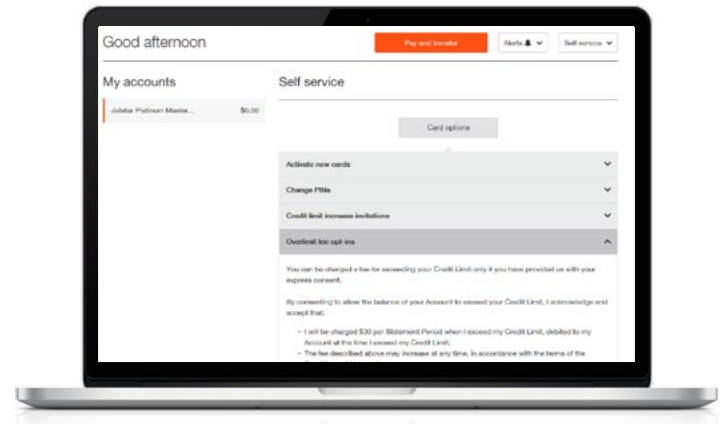 Good afternoon
Pay and transfer
Alerts
Self service
My accounts
Self service
Jetstar Platinum Master... $0.00
Card options
Activate new cards
Change PINs
Credit limit increase invitations
Overlimit fee opt ins
You can be charged a fee for exceeding your Credit Limit only if you have provided us with your
express consent.
By consenting to allow the balance of your Account to exceed your Credit Limit, I acknowledge and
accept that:
• I will be charged $30 per Statement Period when I exceed my Credit Limit, debited to my
Account at the time I exceed my Credit Limit;
• The fee described above may increase at any time, in accordance with the terms of the